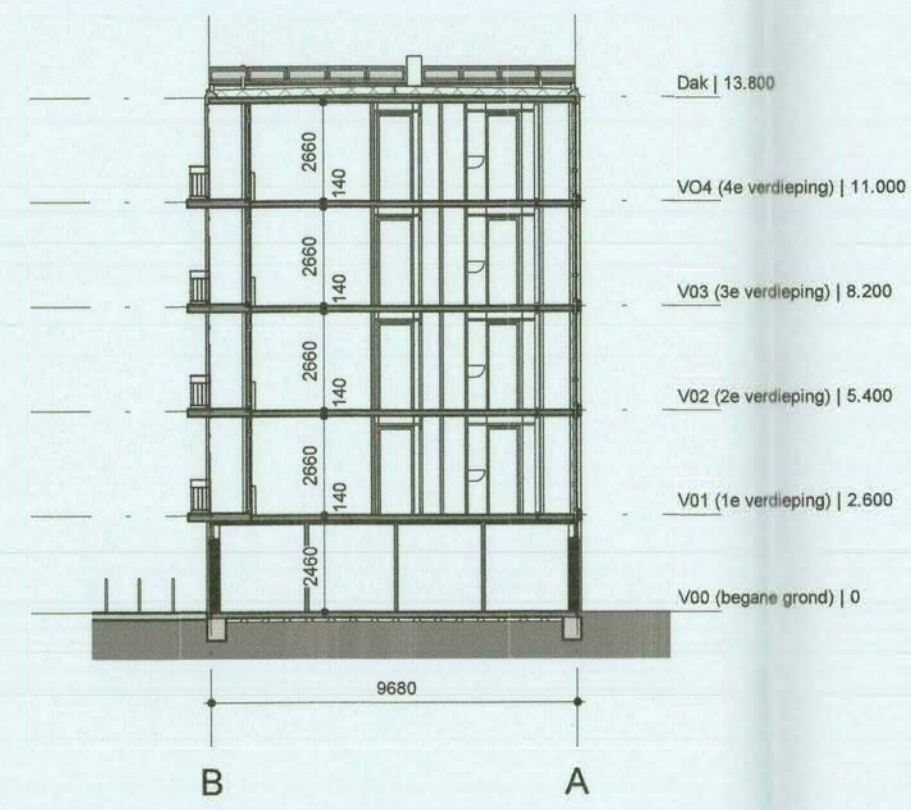 Dak | 13.800
2660
140
VO4 (4e verdieping) | 11.000
2660
140
V03 (3e verdieping) | 8.200
2660
140
V02 (2e verdieping) | 5.400
2660
140
V01 (1e verdieping) | 2.600
2460
V00 (begane grond) | 0
9680
B
A